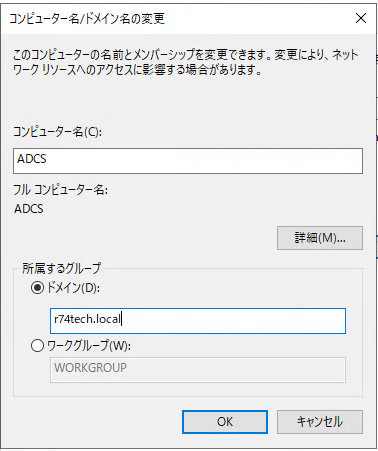 コンピューター名/ドメイン名の変更
このコンピューターの名前とメンバーシップを変更できます。変更により、ネット
ワーク リソースへのアクセスに影響する場合があります。
コンピューター名(C):
ADCS
フル コンピューター名:
ADCS
詳細(M)...
所属するグループ
ドメイン(D):
r74tech.local
ワークグループ(W):
WORKGROUP
OK
キャンセル